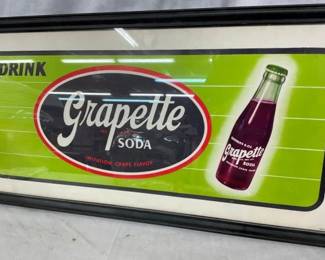 DRINK
Grapette
SODA
IMITATION GRAPE FLAVOR
Grapette
SODA